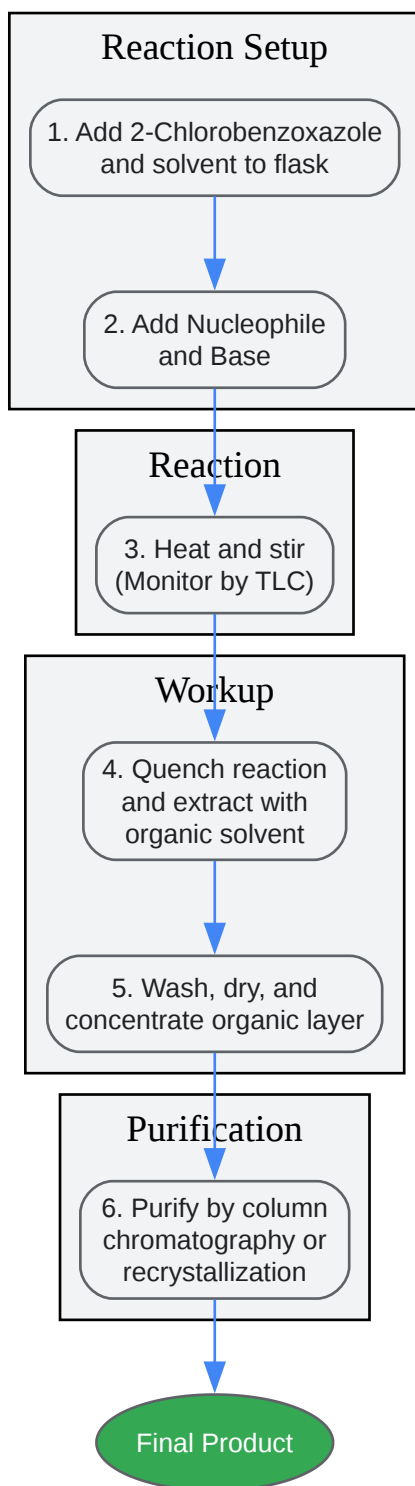 Reaction Setup
1. Add 2-Chlorobenzoxazole
and solvent to flask
2. Add Nucleophile
and Base
Reaction
3. Heat and stir
(Monitor by TLC)
Workup
4. Quench reaction
and extract with
organic solvent
5. Wash, dry, and
concentrate organic layer
Purification
6. Purify by column
chromatography or
recrystallization
Final Product